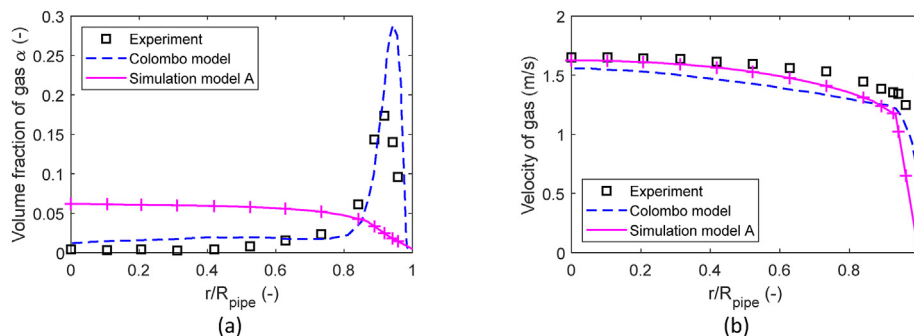 0.3
0.25
0.2
0.15
0.1
0.05
0
Volume fraction of gas α (-)
Experiment
Colombo model
Simulation model A
0 0.2 0.4 0.6 0.8 1
r/Rpipe (-)
(a)
2
1.5
1
0.5
0
Velocity of gas (m/s)
Experiment
Colombo model
Simulation model A
0 0.2 0.4 0.6 0.8
r/Rpipe (-)
(b)